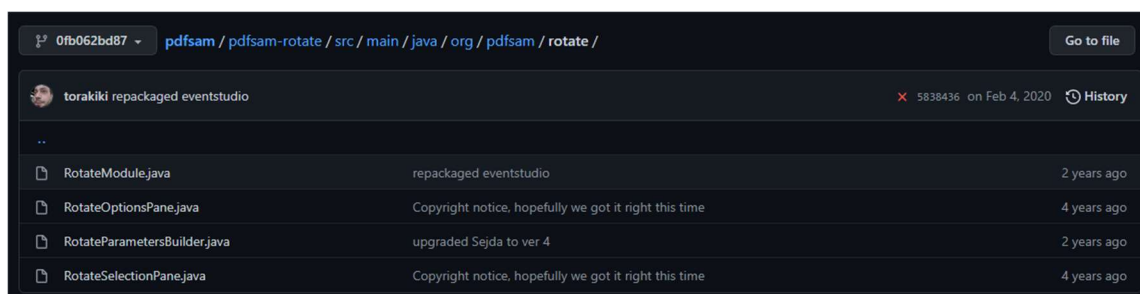 0fb062bd87 pdfsam / pdfsam-rotate / src / main / java / org / pdfsam / rotate / Go to file
torakiki repackaged eventstudio 5838436 on Feb 4, 2020 History
..
RotateModule.java repackaged eventstudio 2 years ago
RotateOptionsPane.java Copyright notice, hopefully we got it right this time 4 years ago
RotateParametersBuilder.java upgraded Sejda to ver 4 2 years ago
RotateSelectionPane.java Copyright notice, hopefully we got it right this time 4 years ago